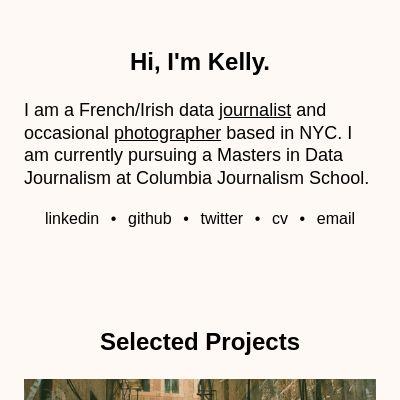 Hi, I'm Kelly.
I am a French/Irish data journalist and
occasional photographer based in NYC. I
am currently pursuing a Masters in Data
Journalism at Columbia Journalism School.
linkedin • github • twitter • cv • email
Selected Projects